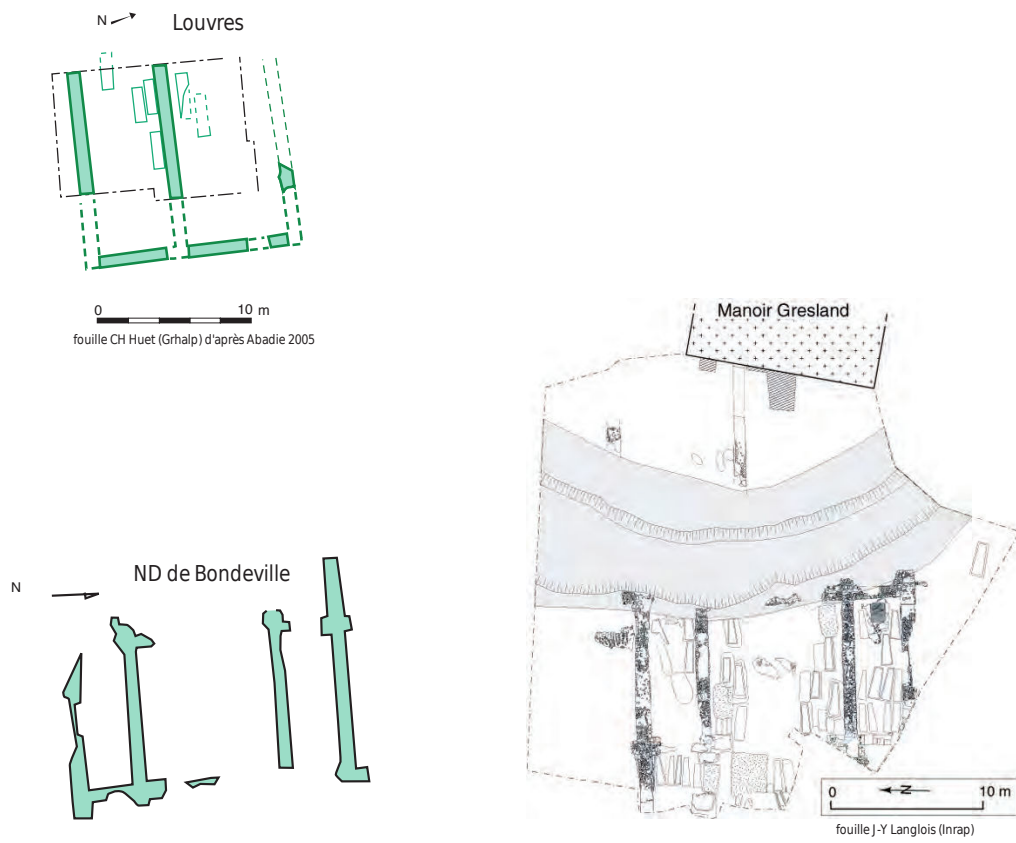 N
Louvres
0 10 m
fouille CH Huet (Grhalp) d'après Abadie 2005
Manoir Gresland
N
ND de Bondeville
0 N 10 m
fouille J-Y Langlois (Inrap)